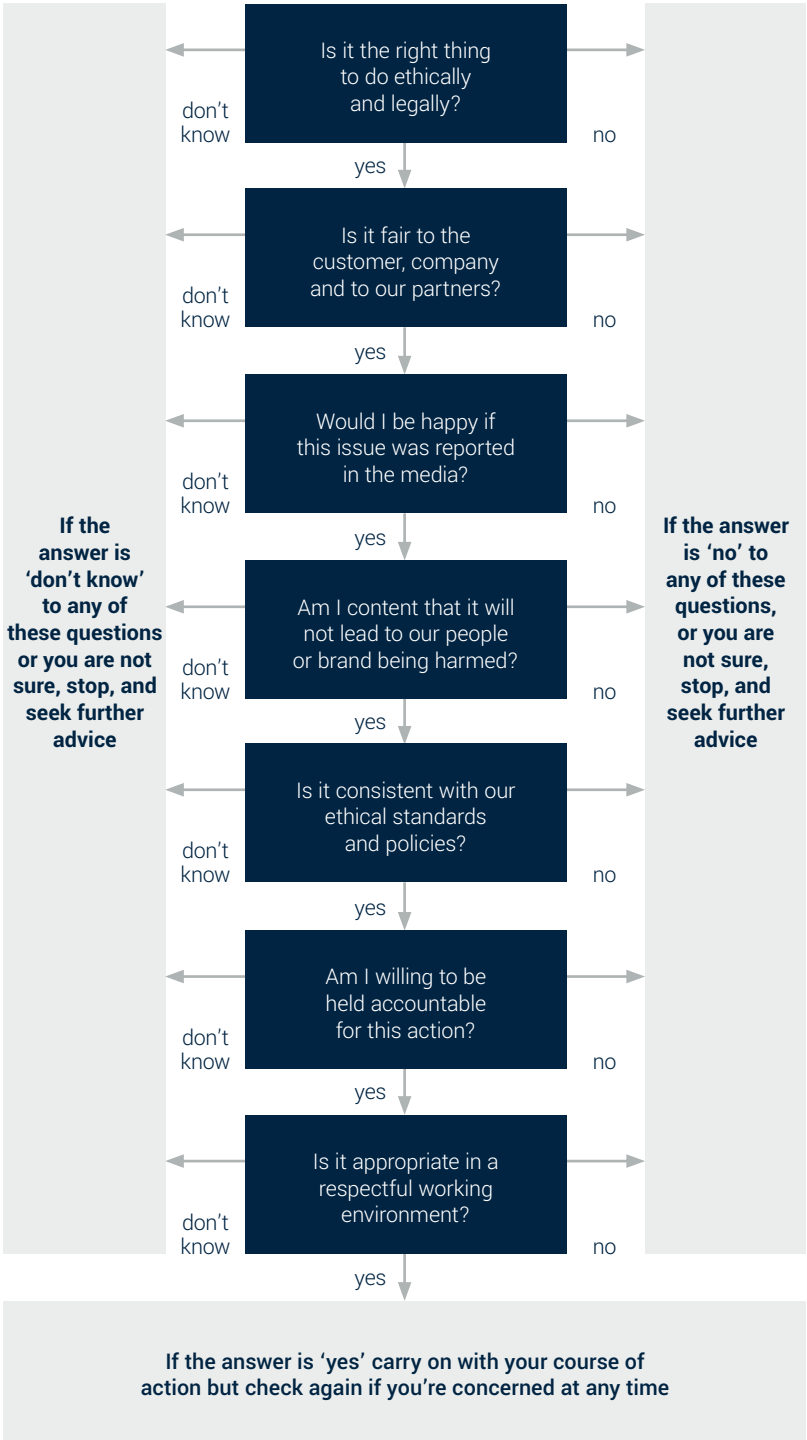 Is it the right thing
to do ethically
and legally?
don't
know
no
yes
Is it fair to the
customer, company
and to our partners?
don't
know
no
yes
Would I be happy if
this issue was reported
in the media?
don't
know
no
yes
Am I content that it will
not lead to our people
or brand being harmed?
don't
know
no
yes
Is it consistent with our
ethical standards
and policies?
don't
know
no
yes
Am I willing to be
held accountable
for this action?
don't
know
no
yes
Is it appropriate in a
respectful working
environment?
don't
know
no
yes
If the
answer is
‘don’t know’
to any of
these questions
or you are not
sure, stop, and
seek further
advice
If the answer
is ‘no’ to
any of these
questions,
or you are
not sure,
stop, and
seek further
advice
If the answer is ‘yes’ carry on with your course of
action but check again if you’re concerned at any time